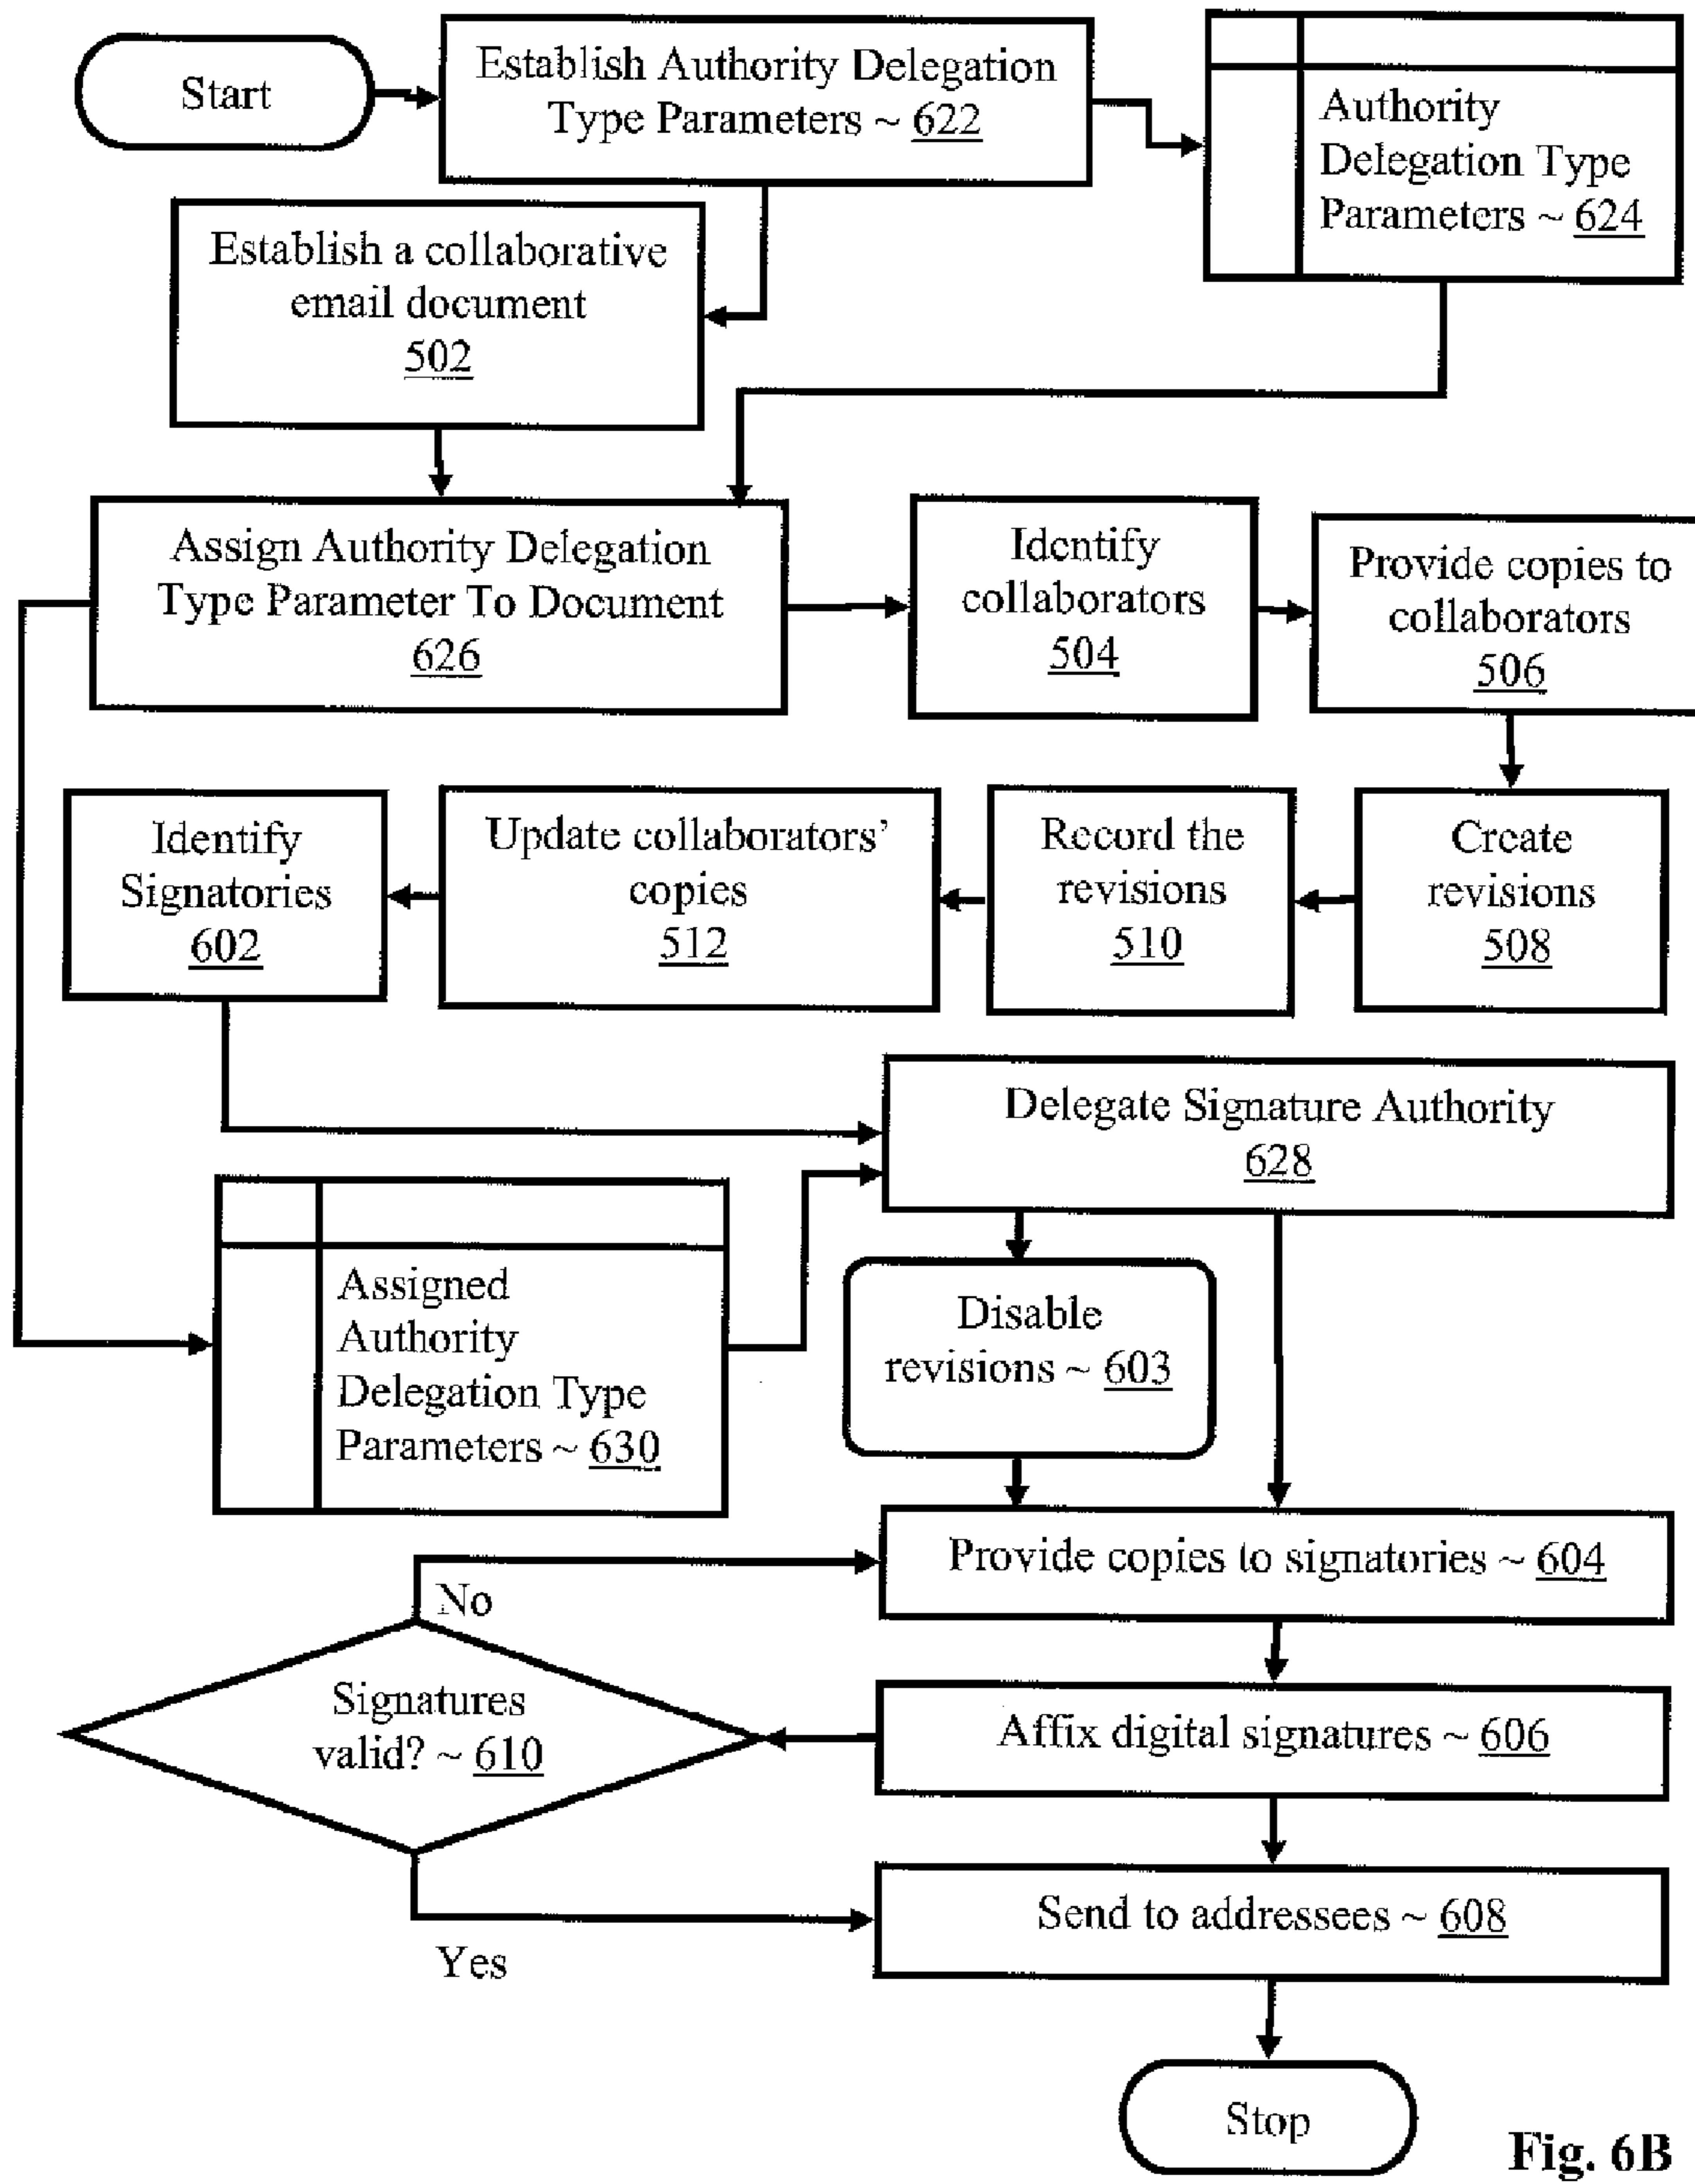 Start
Establish Authority Delegation
Type Parameters ~ 622
Authority
Delegation Type
Parameters ~ 624
Establish a collaborative
email document
502
Assign Authority Delegation
Type Parameter To Document
626
Identify
collaborators
504
Provide copies to
collaborators
506
Identify
Signatories
602
Update collaborators’
copies
512
Record the
revisions
510
Create
revisions
508
Delegate Signature Authority
628
Assigned
Authority
Delegation Type
Parameters ~ 630
Disable
revisions ~ 603
Provide copies to signatories ~ 604
No
Signatures
valid? ~ 610
Affix digital signatures ~ 606
Yes
Send to addressees ~ 608
Stop
Fig. 6B